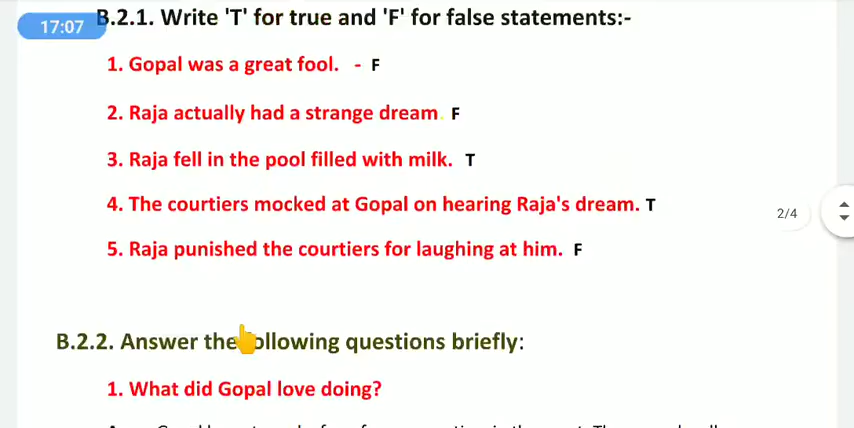 17:07
B.2.1. Write 'T' for true and 'F' for false statements:-
1. Gopal was a great fool. - F
2. Raja actually had a strange dream. F
3. Raja fell in the pool filled with milk. T
4. The courtiers mocked at Gopal on hearing Raja's dream. T
2/4
5. Raja punished the courtiers for laughing at him. F
B.2.2. Answer the following questions briefly:
1. What did Gopal love doing?